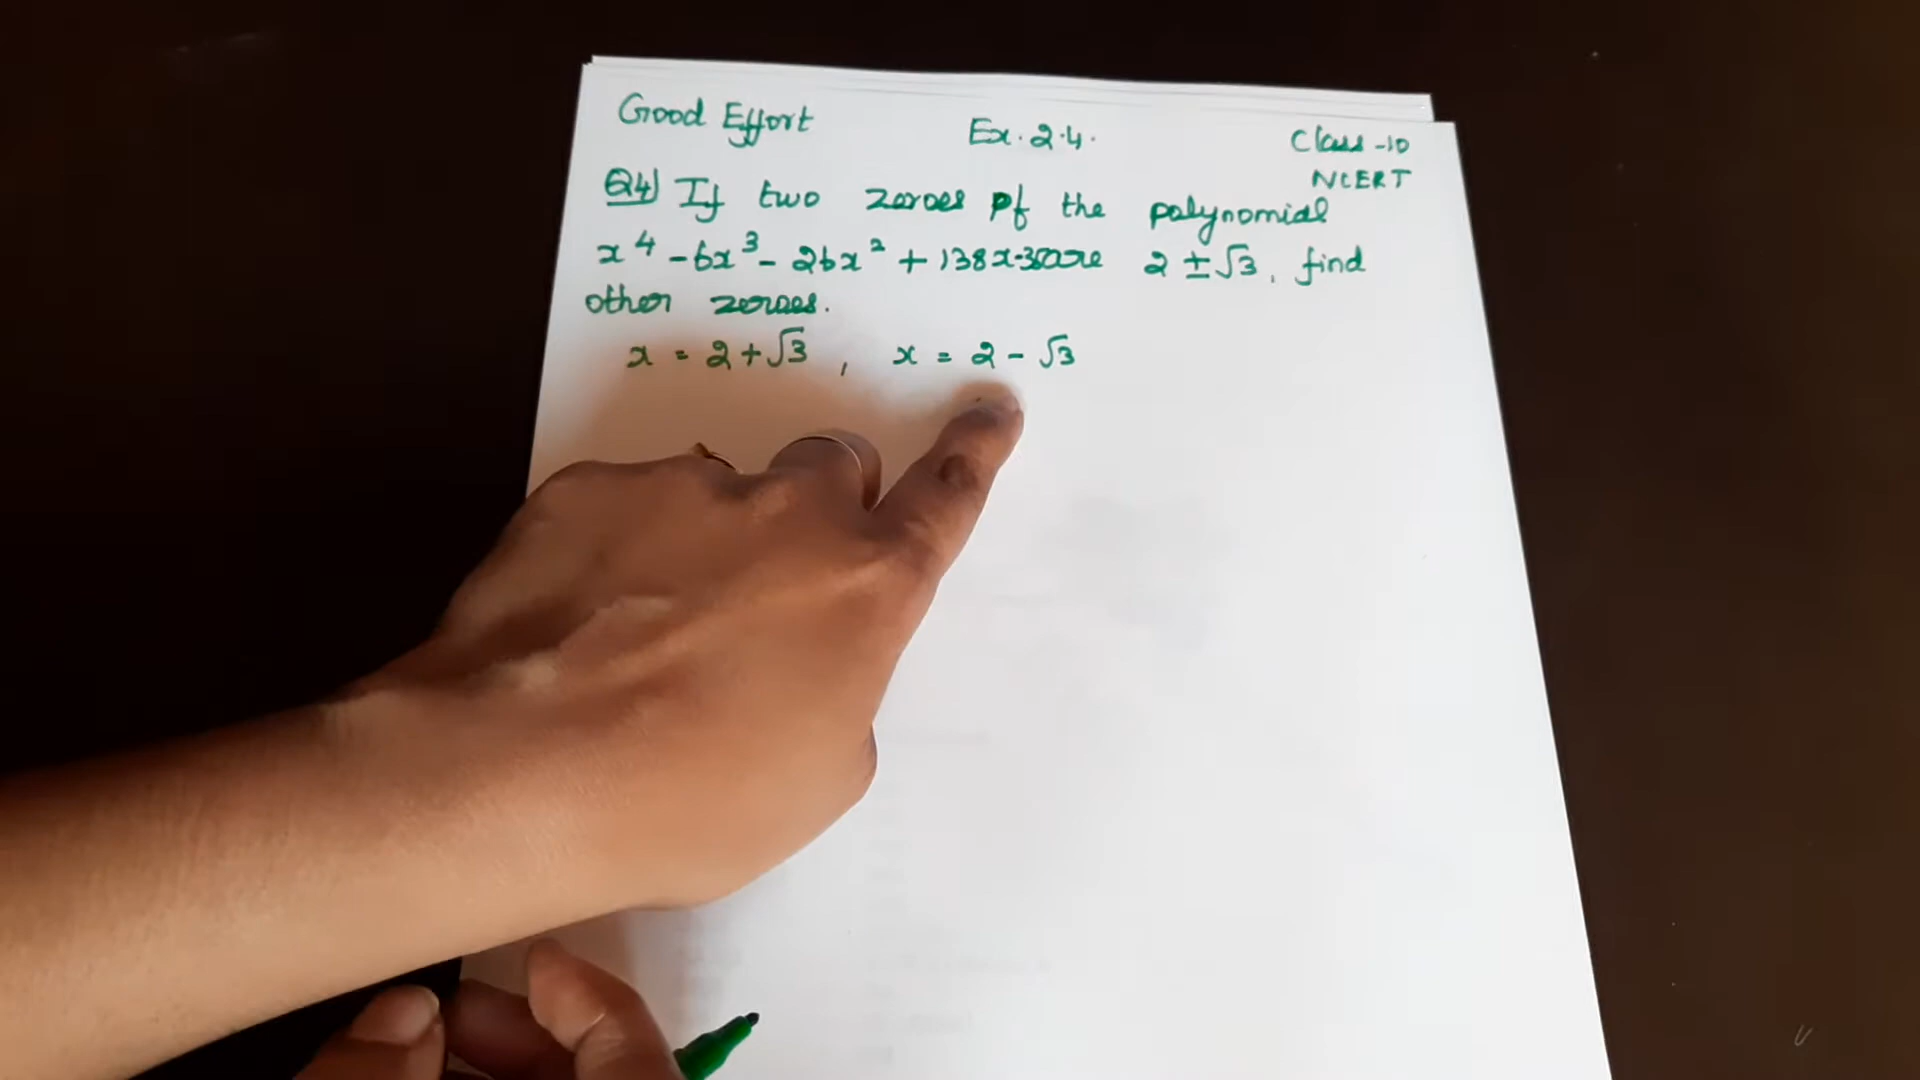 Good Effort Ex. 2.4. Class-10
NCERT
Q4) If two zeroes of the polynomial
x⁴ - 6x³ - 26x² + 138x-35 are 2 ± √3, find
other zeroes.
x = 2 + √3 , x = 2 - √3